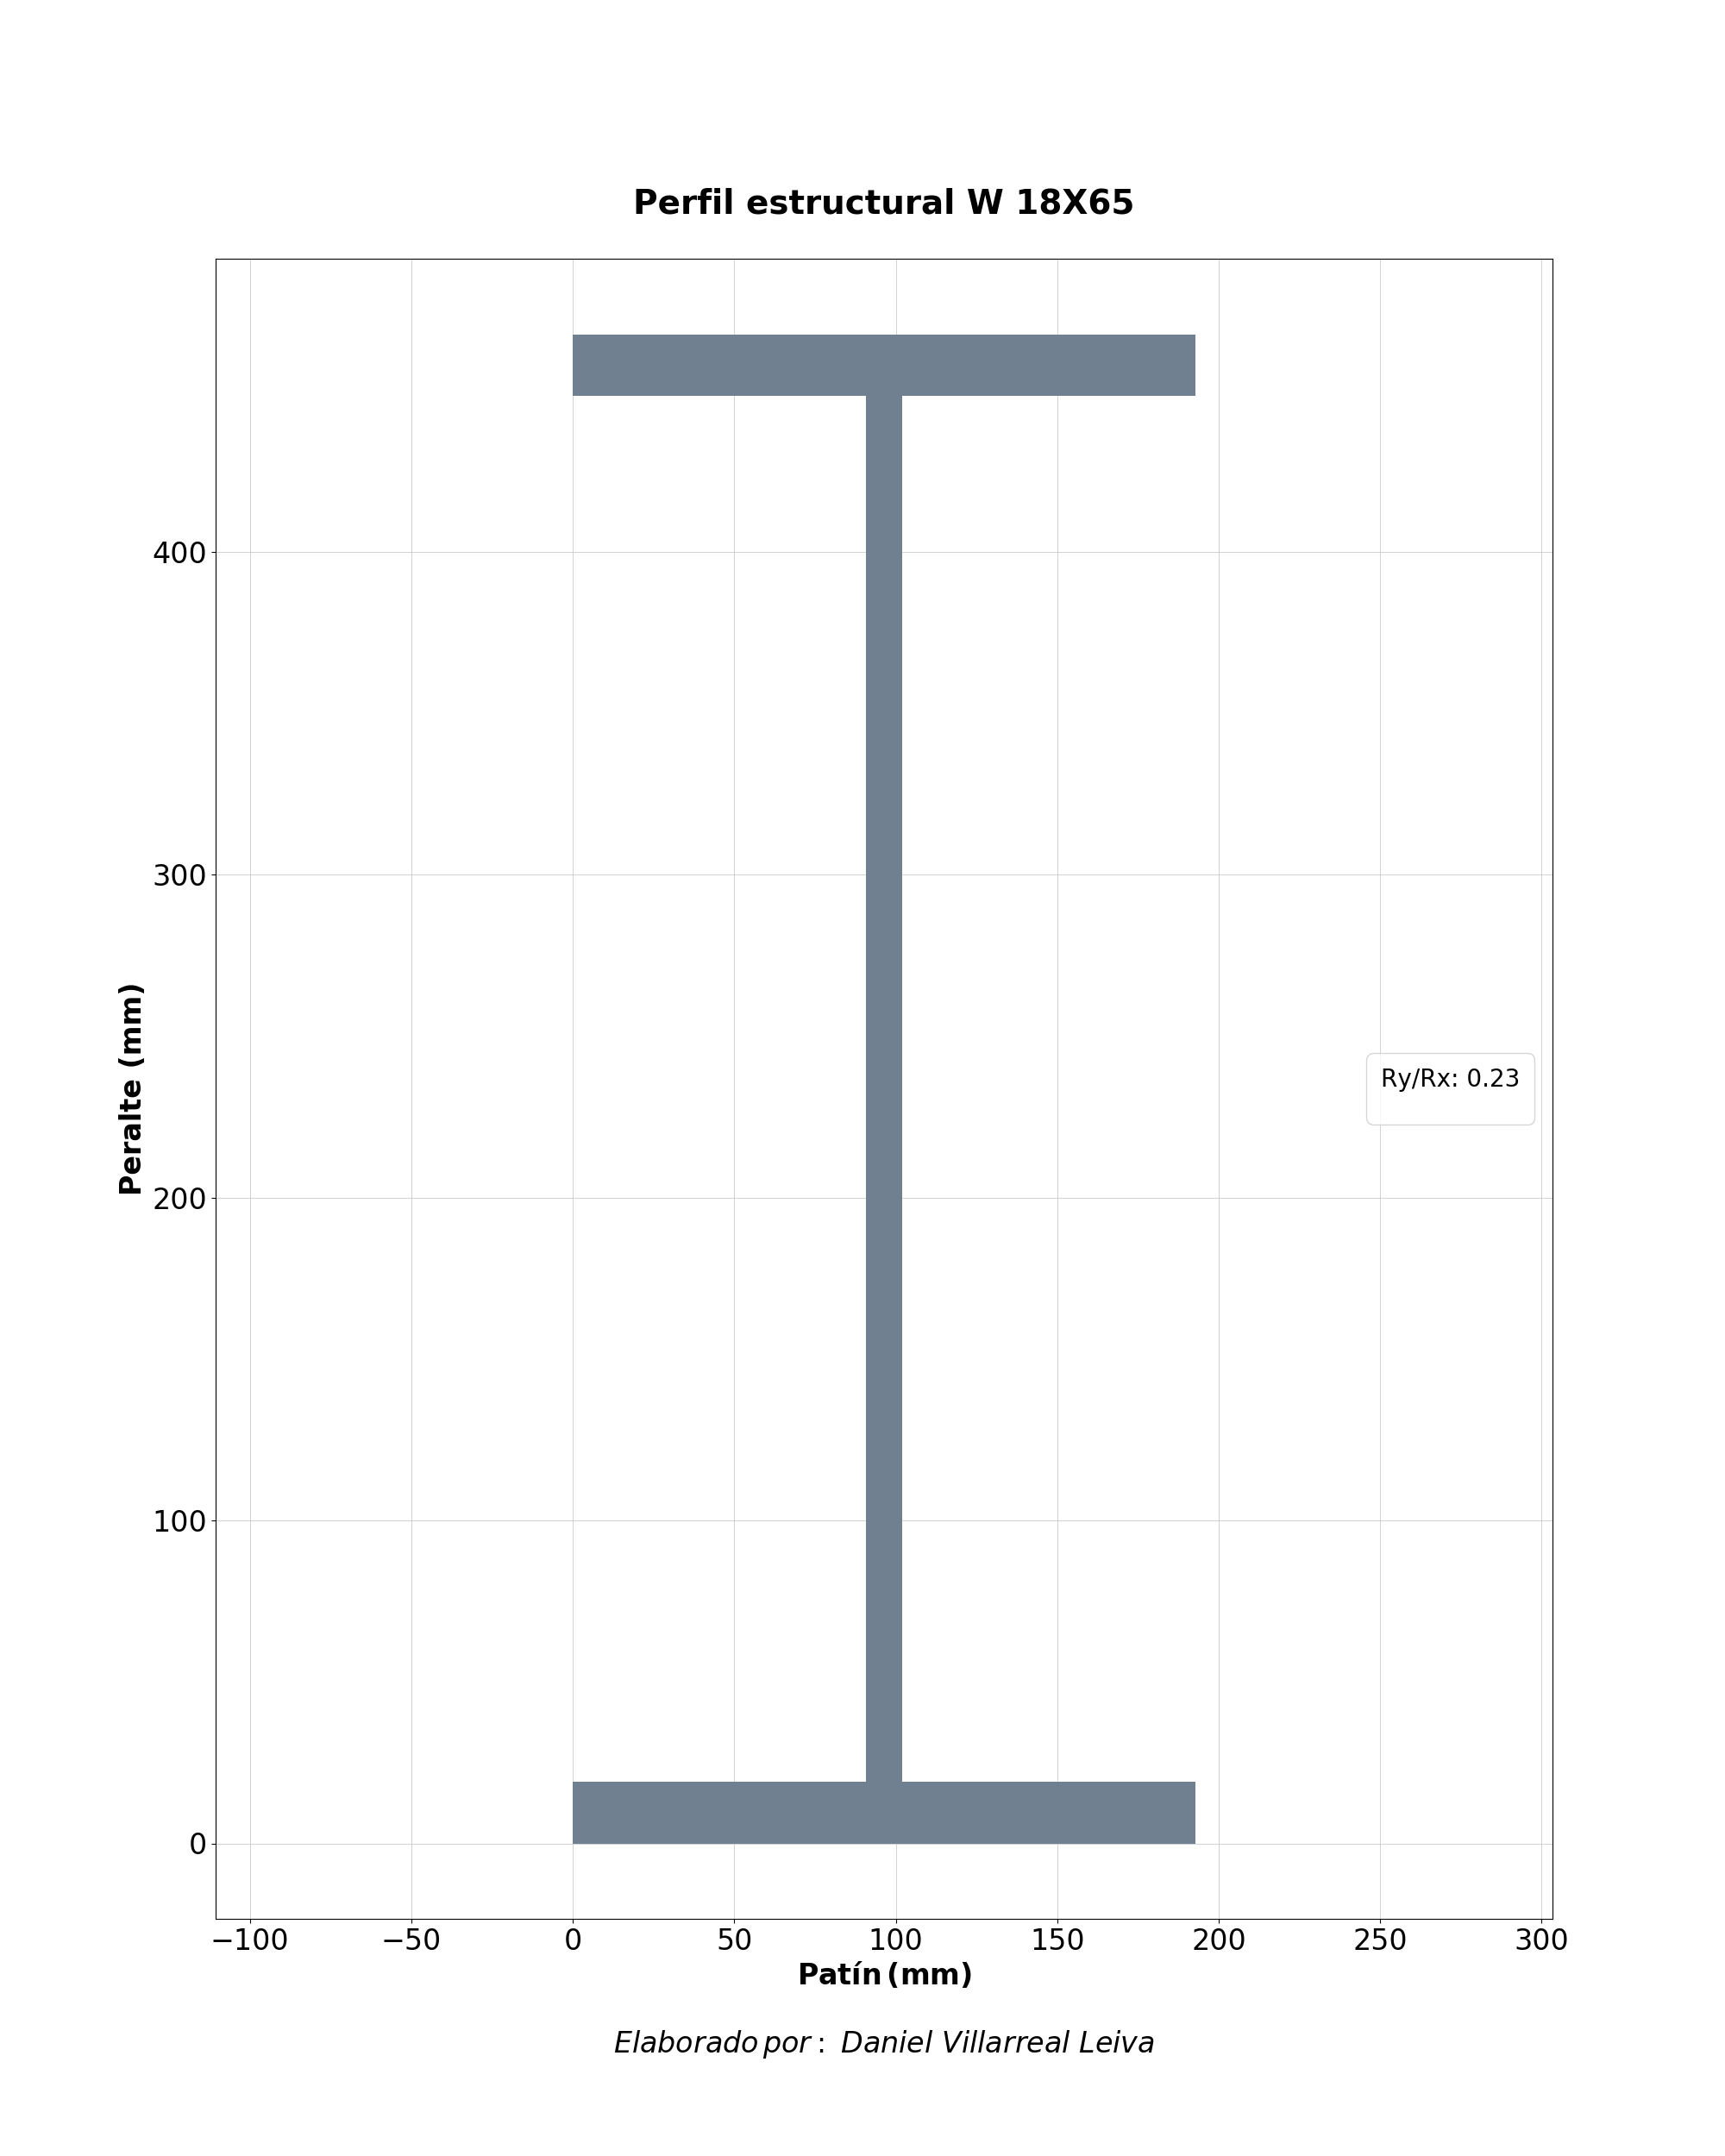 Perfil estructural W 18X65
400
300
200
100
0
Peralte (mm)
Ry/Rx: 0.23
−100 −50 0 50 100 150 200 250 300
Patín (mm)
Elaborado por: Daniel Villarreal Leiva